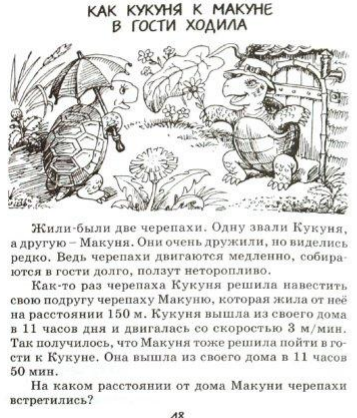 КАК КУКУНЯ К МАКУНЕ
В ГОСТИ ХОДИЛА
Жили-были две черепахи. Одну звали Кукуня,
а другую – Макуня. Они очень дружили, но виделись
редко. Ведь черепахи двигаются медленно, собира-
ются в гости долго, ползут неторопливо.
Как-то раз черепаха Кукуня решила навестить
свою подругу черепаху Макуню, которая жила от неё
на расстоянии 150 м. Кукуня вышла из своего дома
в 11 часов дня и двигалась со скоростью 3 м/мин.
Так получилось, что Макуня тоже решила пойти в го-
сти к Кукуне. Она вышла из своего дома в 11 часов
50 мин.
На каком расстоянии от дома Макуни черепахи
встретились?
48